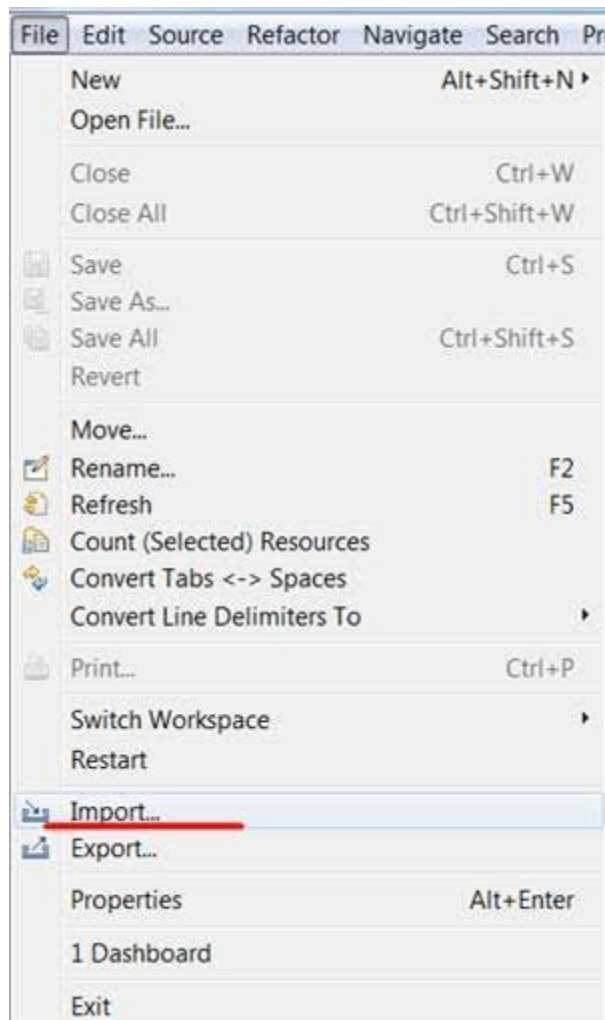 File Edit Source Refactor Navigate Search Pr
New Alt+Shift+N
Open File...
Close Ctrl+W
Close All Ctrl+Shift+W
Save Ctrl+S
Save As...
Save All Ctrl+Shift+S
Revert
Move...
Rename... F2
Refresh F5
Count (Selected) Resources
Convert Tabs <-> Spaces
Convert Line Delimiters To
Print... Ctrl+P
Switch Workspace
Restart
Import...
Export...
Properties Alt+Enter
1 Dashboard
Exit